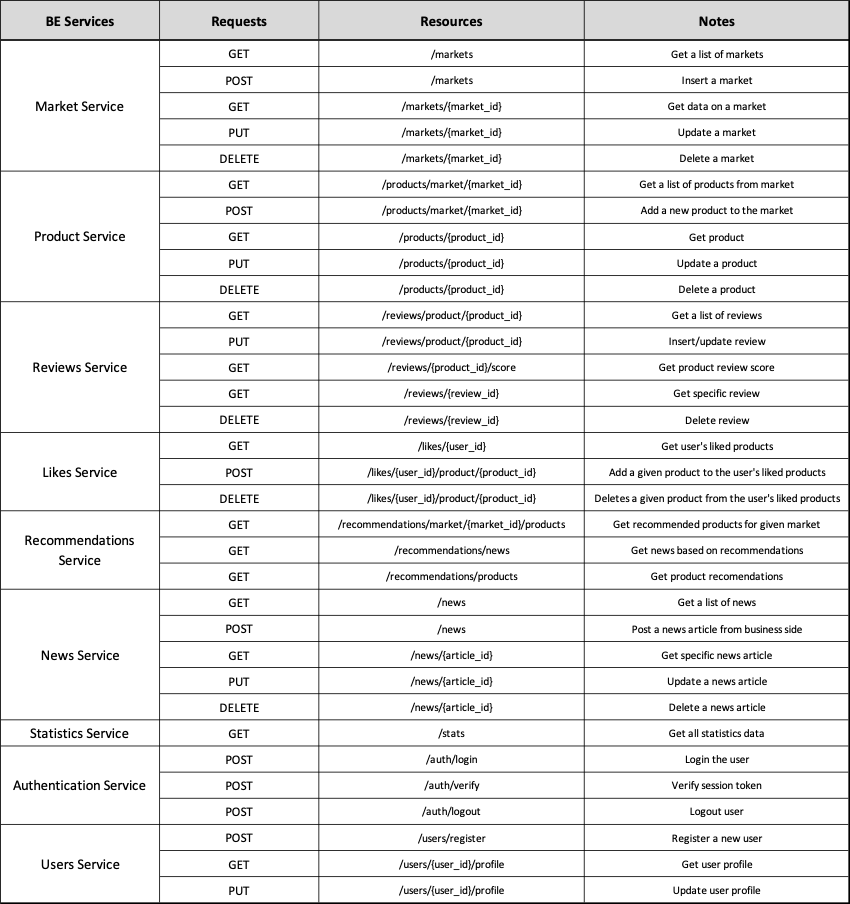 BE Services Requests Resources Notes
Market Service
GET /markets Get a list of markets
POST /markets Insert a market
GET /markets/{market_id} Get data on a market
PUT /markets/{market_id} Update a market
DELETE /markets/{market_id} Delete a market
Product Service
GET /products/market/{market_id} Get a list of products from market
POST /products/market/{market_id} Add a new product to the market
GET /products/{product_id} Get product
PUT /products/{product_id} Update a product
DELETE /products/{product_id} Delete a product
Reviews Service
GET /reviews/product/{product_id} Get a list of reviews
PUT /reviews/product/{product_id} Insert/update review
GET /reviews/{product_id}/score Get product review score
GET /reviews/{review_id} Get specific review
DELETE /reviews/{review_id} Delete review
Likes Service
GET /likes/{user_id} Get user's liked products
POST /likes/{user_id}/product/{product_id} Add a given product to the user's liked products
DELETE /likes/{user_id}/product/{product_id} Deletes a given product from the user's liked products
Recommendations
Service
GET /recommendations/market/{market_id}/products Get recommended products for given market
GET /recommendations/news Get news based on recommendations
GET /recommendations/products Get product recomendations
News Service
GET /news Get a list of news
POST /news Post a news article from business side
GET /news/{article_id} Get specific news article
PUT /news/{article_id} Update a news article
DELETE /news/{article_id} Delete a news article
Statistics Service
GET /stats Get all statistics data
Authentication Service
POST /auth/login Login the user
POST /auth/verify Verify session token
POST /auth/logout Logout user
Users Service
POST /users/register Register a new user
GET /users/{user_id}/profile Get user profile
PUT /users/{user_id}/profile Update user profile